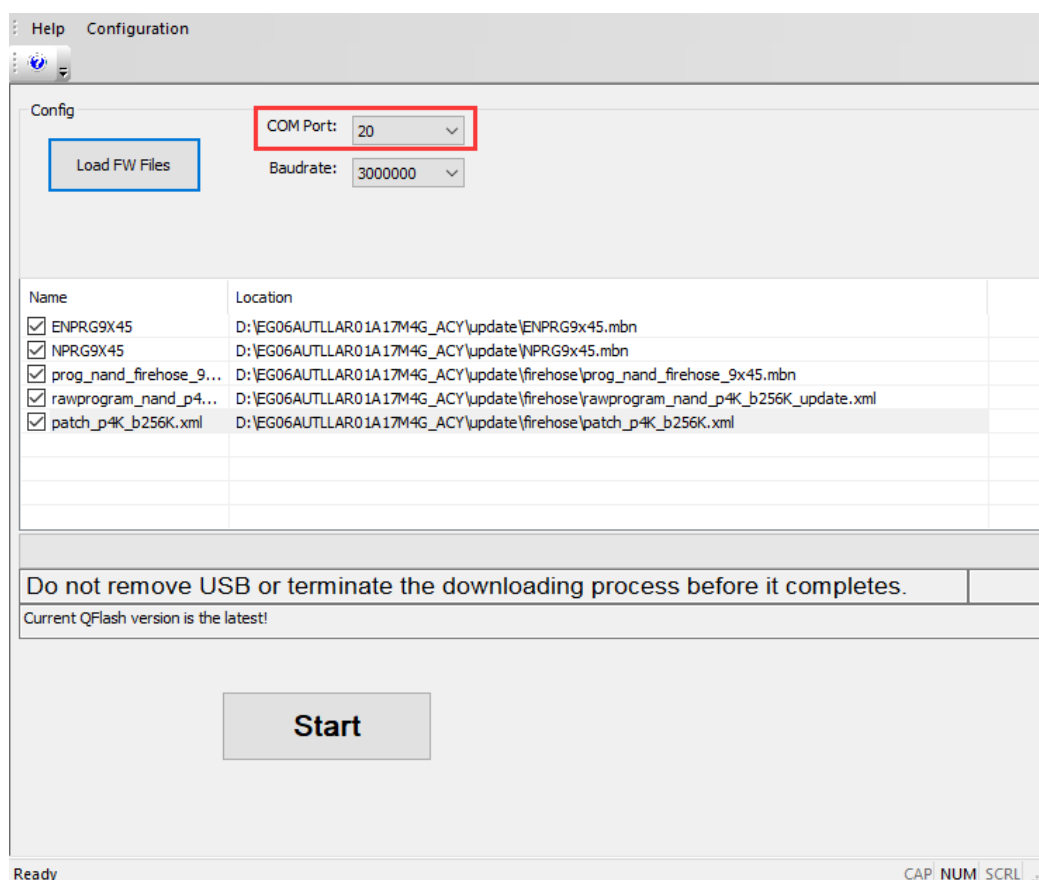 Help Configuration
Config
COM Port: 20
Load FW Files
Baudrate: 3000000
Name Location
ENPRG9X45 D:\EG06AUTLLAR01A17M4G_ACY\update\ENPRG9x45.mbn
NPRG9X45 D:\EG06AUTLLAR01A17M4G_ACY\update\NPRG9x45.mbn
prog_nand_firehose_9... D:\EG06AUTLLAR01A17M4G_ACY\update\firehose\prog_nand_firehose_9x45.mbn
rawprogram_nand_p4... D:\EG06AUTLLAR01A17M4G_ACY\update\firehose\rawprogram_nand_p4K_b256K_update.xml
patch_p4K_b256K.xml D:\EG06AUTLLAR01A17M4G_ACY\update\firehose\patch_p4K_b256K.xml
Do not remove USB or terminate the downloading process before it completes.
Current QFlash version is the latest!
Start
Ready CAP NUM SCRL